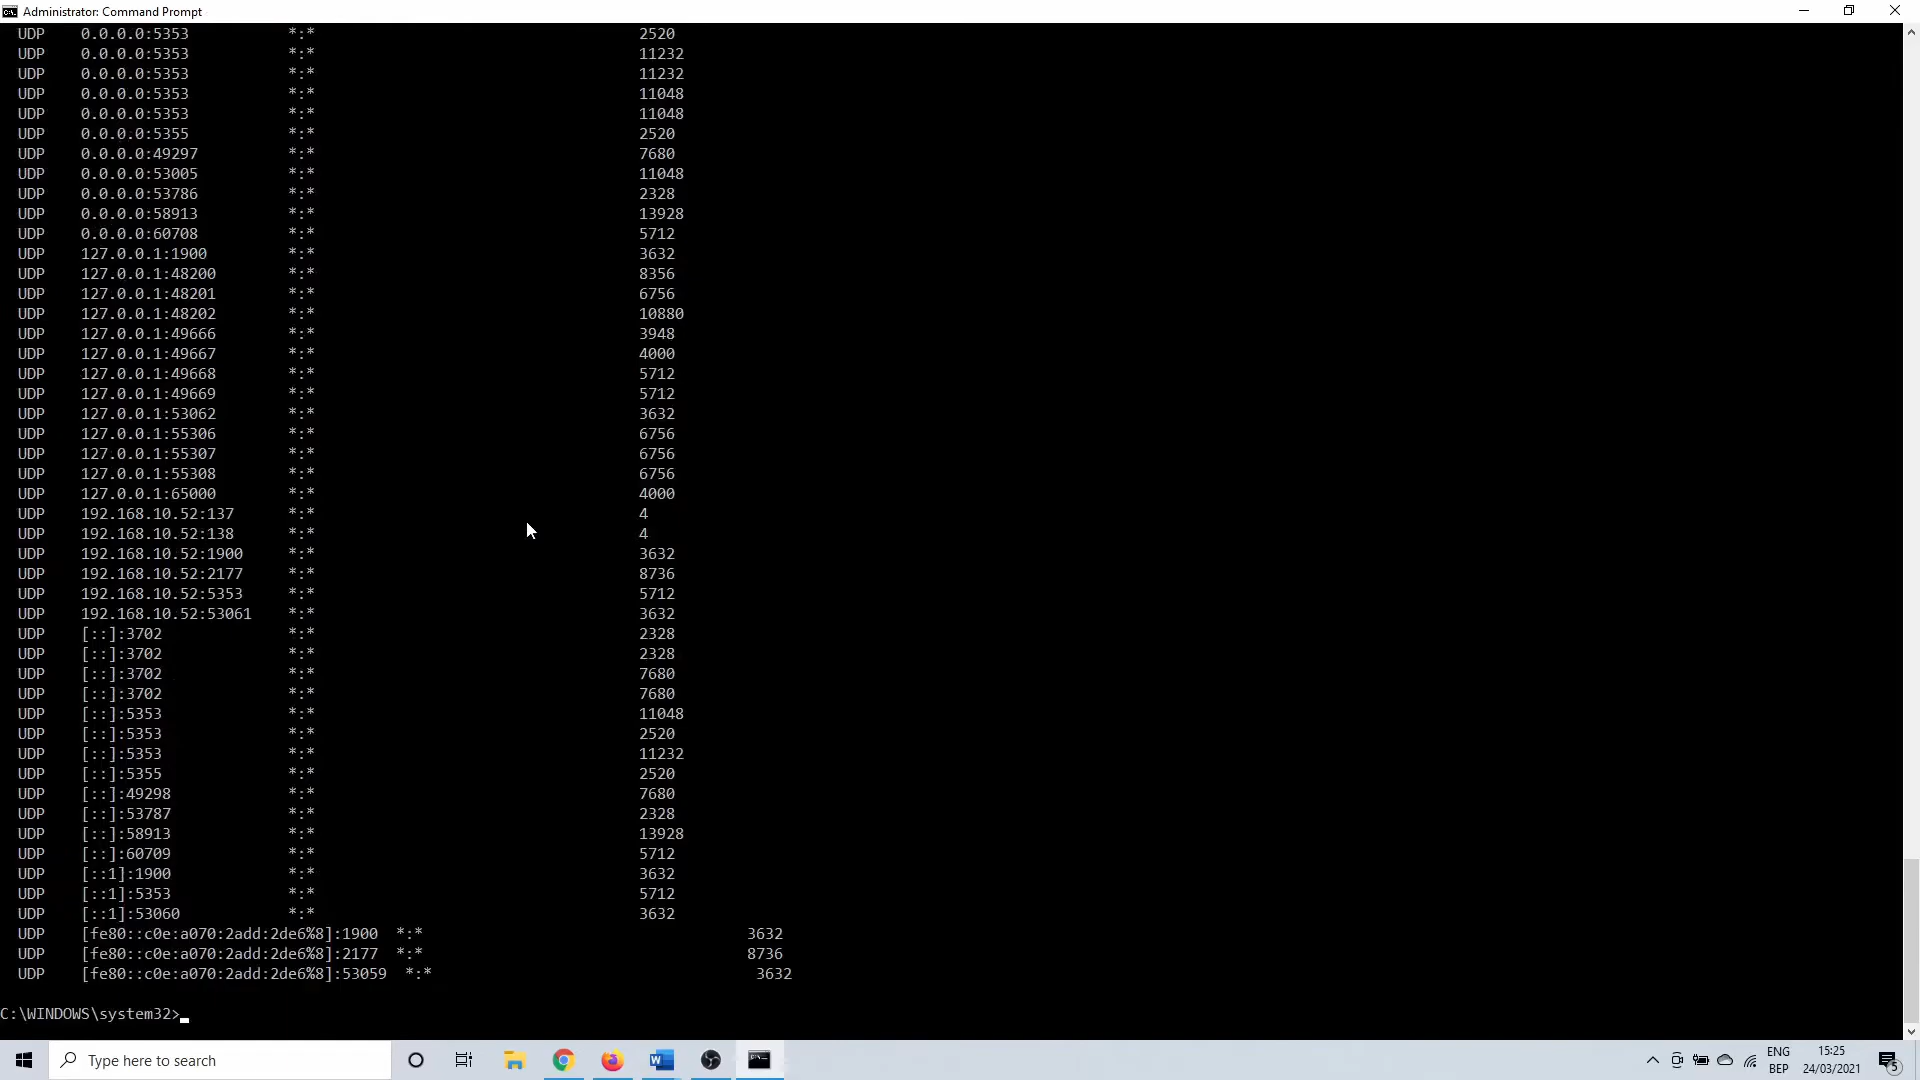 Administrator: Command Prompt
UDP 0.0.0.0:5353 *:* 2520
UDP 0.0.0.0:5353 *:* 11232
UDP 0.0.0.0:5353 *:* 11232
UDP 0.0.0.0:5353 *:* 11048
UDP 0.0.0.0:5353 *:* 11048
UDP 0.0.0.0:5355 *:* 2520
UDP 0.0.0.0:49297 *:* 7680
UDP 0.0.0.0:53005 *:* 11048
UDP 0.0.0.0:53786 *:* 2328
UDP 0.0.0.0:58913 *:* 13928
UDP 0.0.0.0:60708 *:* 5712
UDP 127.0.0.1:1900 *:* 3632
UDP 127.0.0.1:48200 *:* 8356
UDP 127.0.0.1:48201 *:* 6756
UDP 127.0.0.1:48202 *:* 10880
UDP 127.0.0.1:49666 *:* 3948
UDP 127.0.0.1:49667 *:* 4000
UDP 127.0.0.1:49668 *:* 5712
UDP 127.0.0.1:49669 *:* 5712
UDP 127.0.0.1:53062 *:* 3632
UDP 127.0.0.1:55306 *:* 6756
UDP 127.0.0.1:55307 *:* 6756
UDP 127.0.0.1:55308 *:* 6756
UDP 127.0.0.1:65000 *:* 4000
UDP 192.168.10.52:137 *:* 4
UDP 192.168.10.52:138 *:* 4
UDP 192.168.10.52:1900 *:* 3632
UDP 192.168.10.52:2177 *:* 8736
UDP 192.168.10.52:5353 *:* 5712
UDP 192.168.10.52:53061 *:* 3632
UDP [::]:3702 *:* 2328
UDP [::]:3702 *:* 2328
UDP [::]:3702 *:* 7680
UDP [::]:3702 *:* 7680
UDP [::]:5353 *:* 11048
UDP [::]:5353 *:* 2520
UDP [::]:5353 *:* 11232
UDP [::]:5355 *:* 2520
UDP [::]:49298 *:* 7680
UDP [::]:53787 *:* 2328
UDP [::]:58913 *:* 13928
UDP [::]:60709 *:* 5712
UDP [::1]:1900 *:* 3632
UDP [::1]:5353 *:* 5712
UDP [::1]:53060 *:* 3632
UDP [fe80::c0e:a070:2add:2de6%8]:1900 *:* 3632
UDP [fe80::c0e:a070:2add:2de6%8]:2177 *:* 8736
UDP [fe80::c0e:a070:2add:2de6%8]:53059 *:* 3632
C:\WINDOWS\system32>
Type here to search
ENG
BEP
15:25
24/03/2021
5